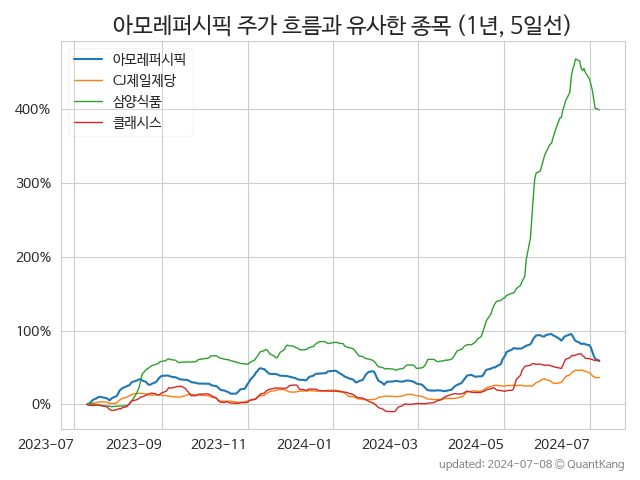 아모레퍼시픽 주가 흐름과 유사한 종목 (1년, 5일선)
아모레퍼시픽
CJ제일제당
삼양식품
클래시스
400%
300%
200%
100%
0%
2023-07 2023-09 2023-11 2024-01 2024-03 2024-05 2024-07
updated: 2024-07-08 © QuantKang